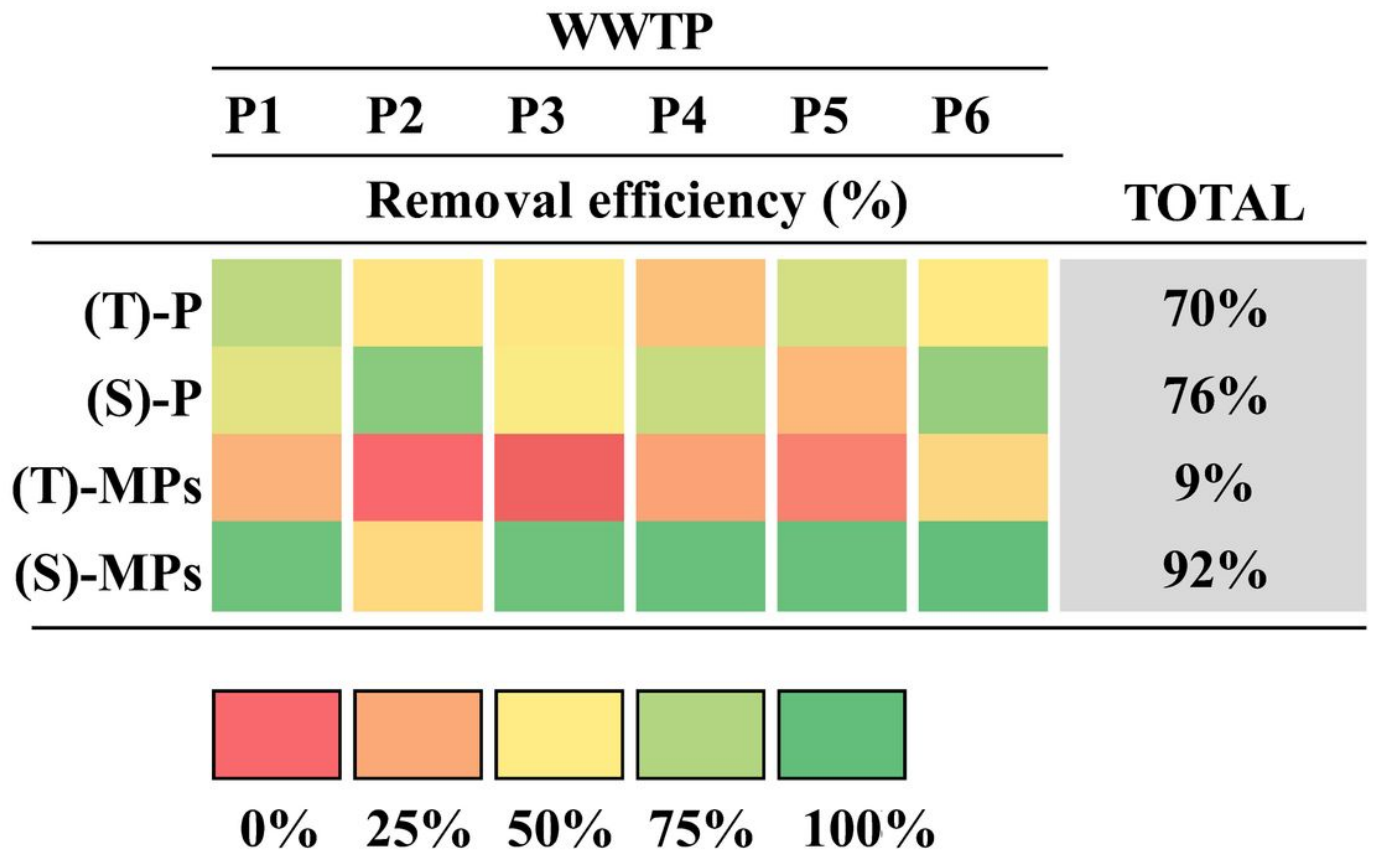 WWTP
P1 P2 P3 P4 P5 P6
Removal efficiency (%) TOTAL
(T)-P 70%
(S)-P 76%
(T)-MPs 9%
(S)-MPs 92%
0% 25% 50% 75% 100%